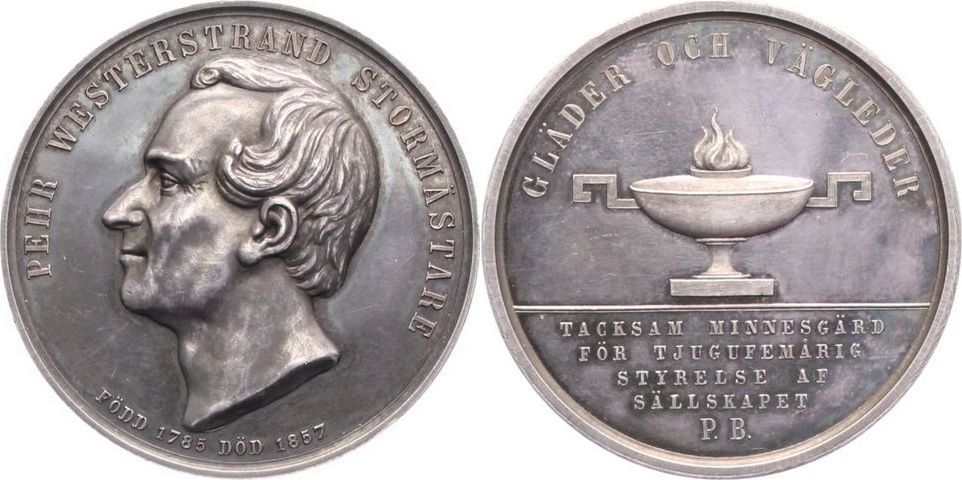 PEHR WESTERSTRAND STORMÄSTARE
FÖDD 1785 DÖD 1857
GLÄDER OCH VÄGLEDER
TACKSAM MINNESGÄRD
FÖR TJUGUFEMÅRIG
STYRELSE AF
SÄLLSKAPET
P. B.